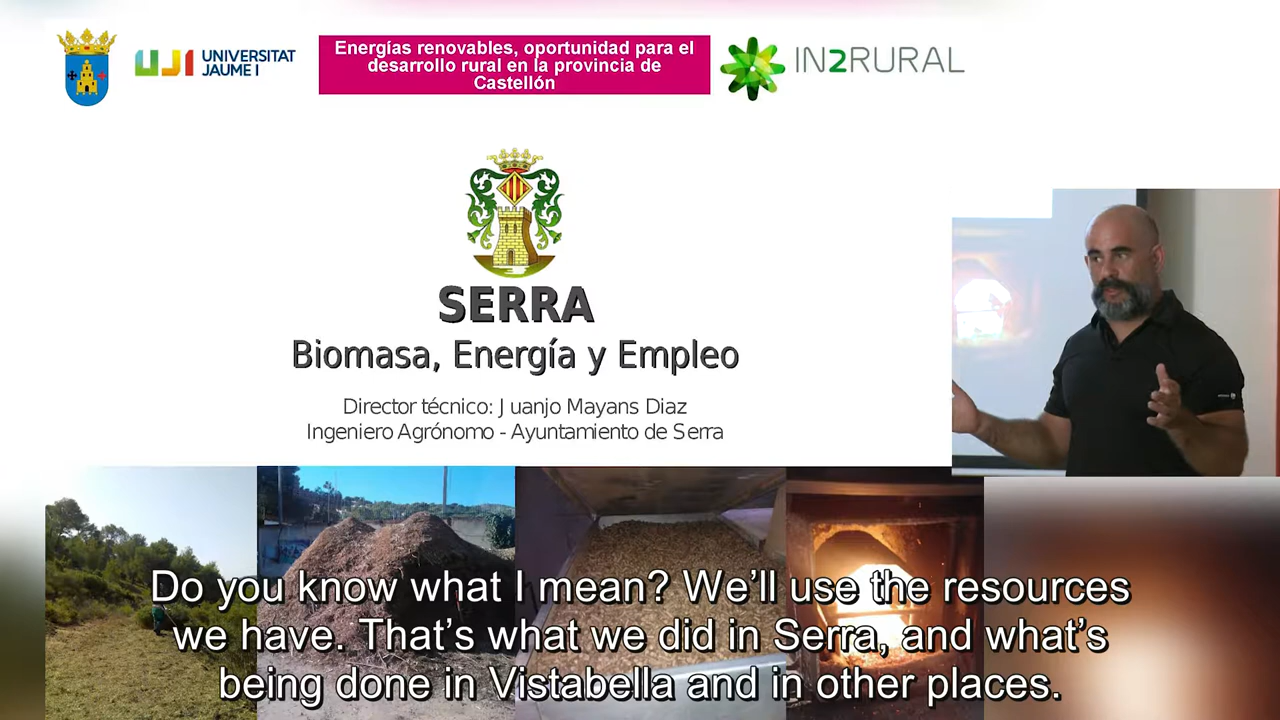 UJI UNIVERSITAT
JAUME I
Energías renovables, oportunidad para el
desarrollo rural en la provincia de
Castellón
IN2RURAL
SERRA
Biomasa, Energía y Empleo
Director técnico: Juanjo Mayans Diaz
Ingeniero Agrónomo - Ayuntamiento de Serra
Do you know what I mean? We'll use the resources
we have. That's what we did in Serra, and what's
being done in Vistabella and in other places.